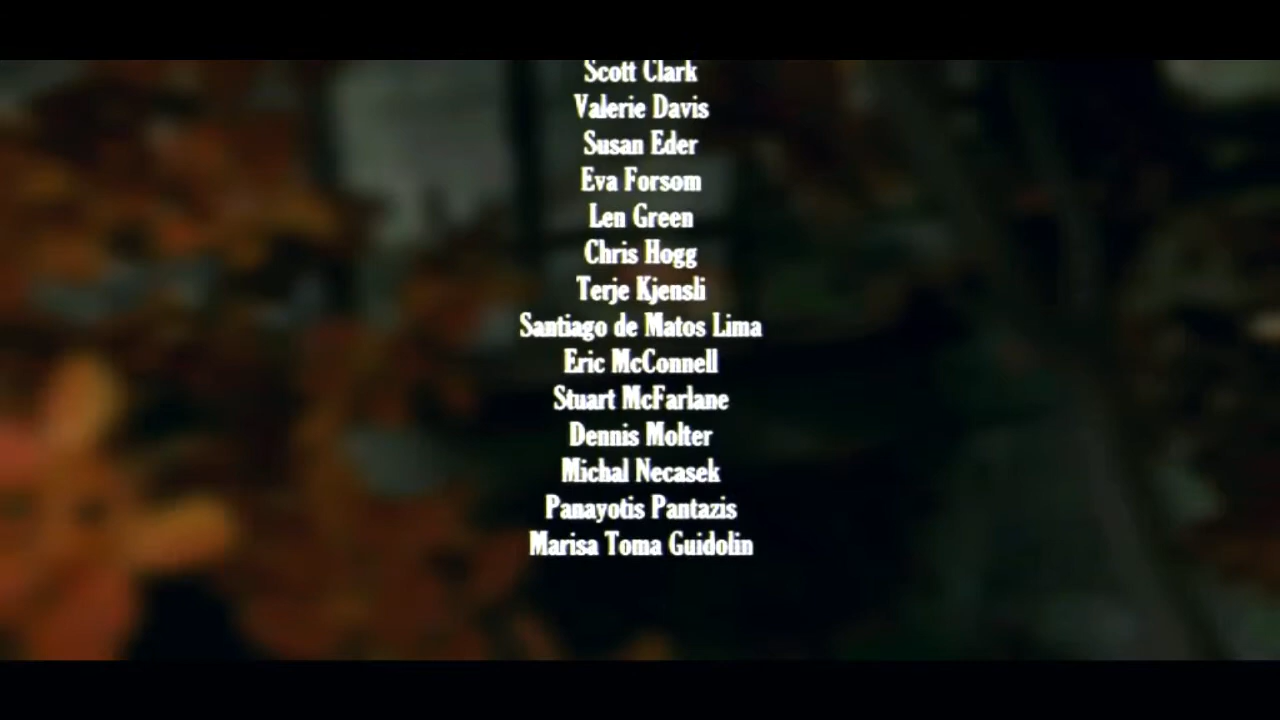 Scott Clark
Valerie Davis
Susan Eder
Eva Forsom
Len Green
Chris Hogg
Terje Kjensli
Santiago de Matos Lima
Eric McConnell
Stuart McFarlane
Dennis Molter
Michal Necasek
Panayotis Pantazis
Marisa Toma Guidolin